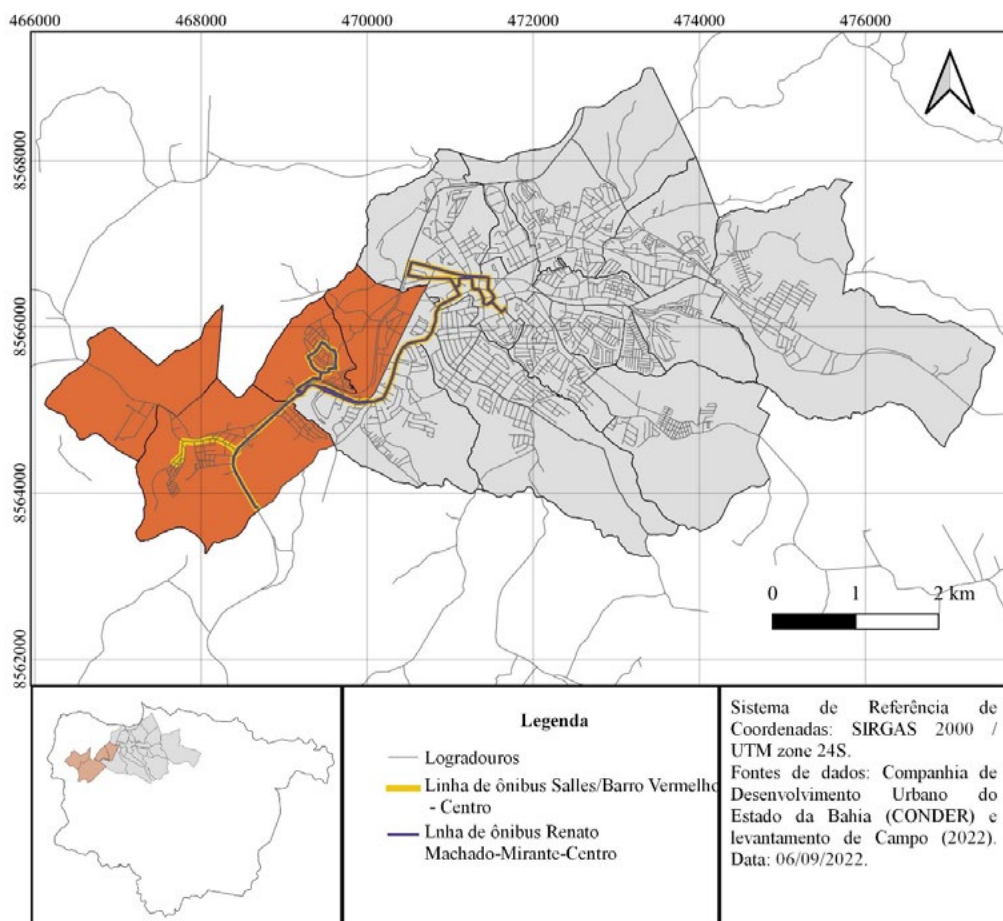 466000 468000 470000 472000 474000 476000
8568000
8566000
8564000
8562000
0 1 2 km
Legenda
Logradouros
Linha de ônibus Salles/Barro Vermelho
- Centro
Lnha de ônibus Renato
Machado-Mirante-Centro
Sistema de Referência de
Coordenadas: SIRGAS 2000 /
UTM zone 24S.
Fontes de dados: Companhia de
Desenvolvimento Urbano do
Estado da Bahia (CONDER) e
levantamento de Campo (2022).
Data: 06/09/2022.